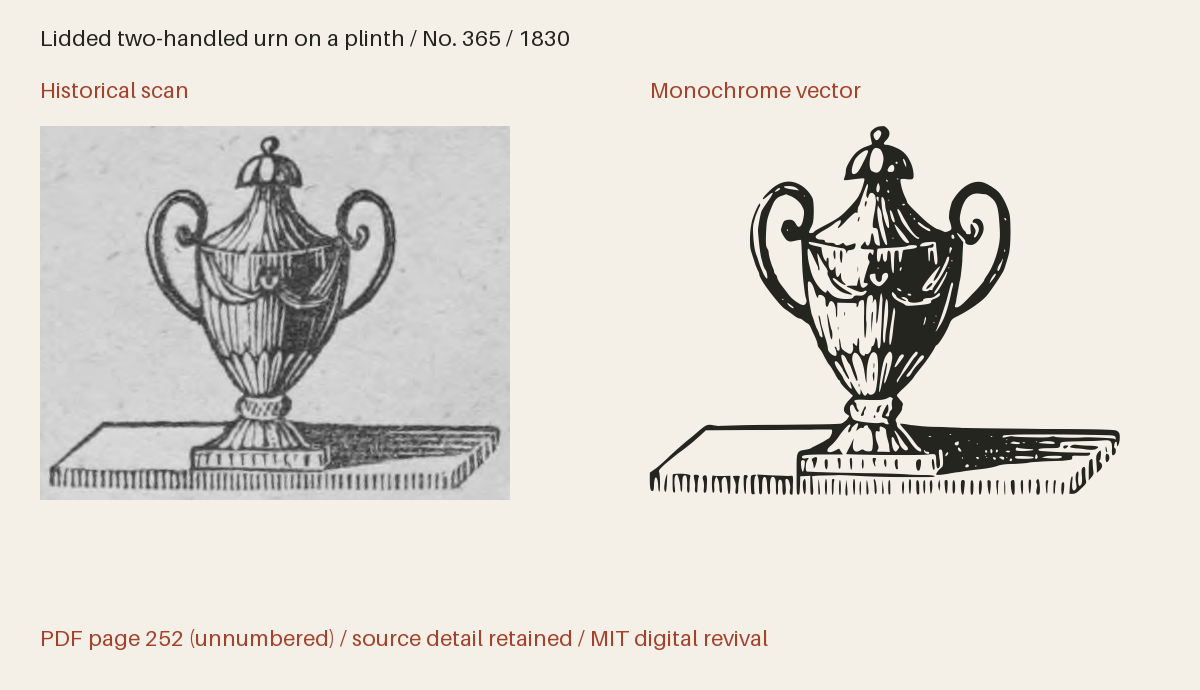 Lidded two-handled urn on a plinth / No. 365 / 1830
Historical scan
Monochrome vector
PDF page 252 (unnumbered) / source detail retained / MIT digital revival